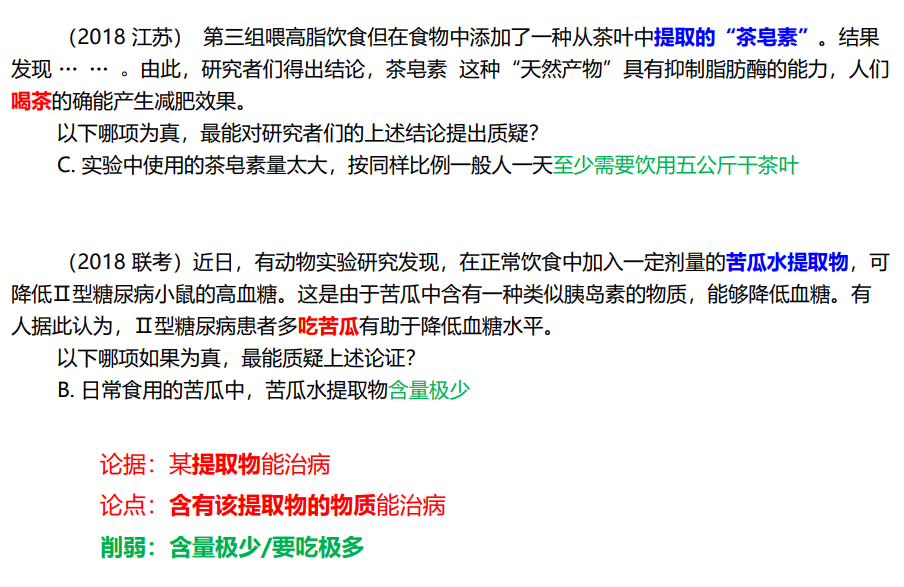 （2018 江苏） 第三组喂高脂饮食但在食物中添加了一种从茶叶中提取的“茶皂素”。结果
发现 … … 。由此，研究者们得出结论，茶皂素 这种“天然产物”具有抑制脂肪酶的能力，人们
喝茶的确能产生减肥效果。
以下哪项为真，最能对研究者们的上述结论提出质疑？
C. 实验中使用的茶皂素量太大，按同样比例一般人一天至少需要饮用五公斤干茶叶
（2018 联考）近日，有动物实验研究发现，在正常饮食中加入一定剂量的苦瓜水提取物，可
降低Ⅱ型糖尿病小鼠的高血糖。这是由于苦瓜中含有一种类似胰岛素的物质，能够降低血糖。有
人据此认为，Ⅱ型糖尿病患者多吃苦瓜有助于降低血糖水平。
以下哪项如果为真，最能质疑上述论证？
B. 日常食用的苦瓜中，苦瓜水提取物含量极少
论据：某提取物能治病
论点：含有该提取物的物质能治病
削弱：含量极少/要吃极多